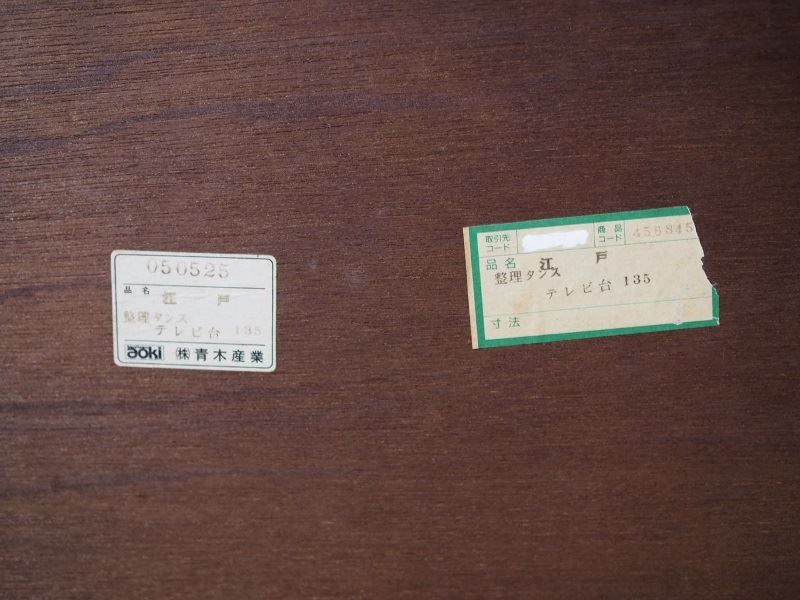 050525
品名 江戸
整理タンス
テレビ台 135
aoki ㈱青木産業
取引先コード 商品コード 456845
品名 江戸
整理タンス
テレビ台 135
寸法